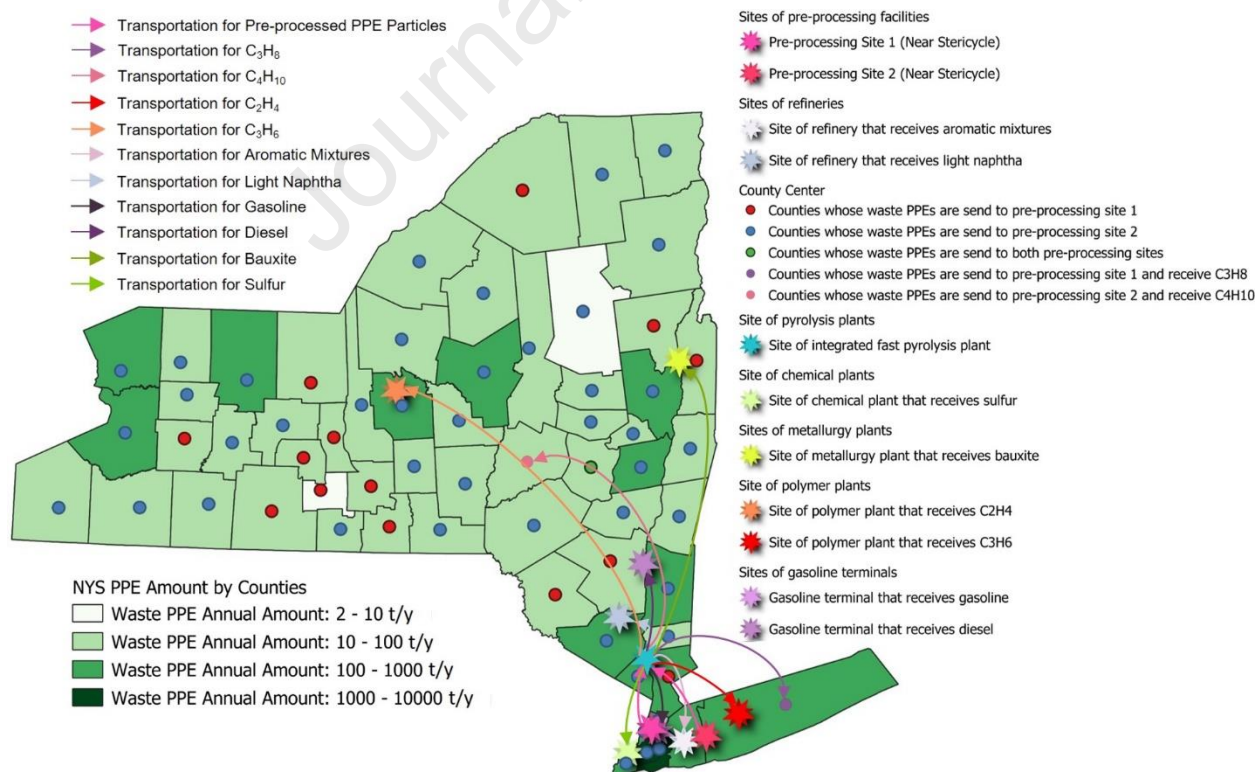 Journal
Transportation for Pre-processed PPE Particles
Transportation for C₃H₈
Transportation for C₄H₁₀
Transportation for C₂H₄
Transportation for C₃H₆
Transportation for Aromatic Mixtures
Transportation for Light Naphtha
Transportation for Gasoline
Transportation for Diesel
Transportation for Bauxite
Transportation for Sulfur
NYS PPE Amount by Counties
Waste PPE Annual Amount: 2 - 10 t/y
Waste PPE Annual Amount: 10 - 100 t/y
Waste PPE Annual Amount: 100 - 1000 t/y
Waste PPE Annual Amount: 1000 - 10000 t/y
Sites of pre-processing facilities
Pre-processing Site 1 (Near Stericycle)
Pre-processing Site 2 (Near Stericycle)
Sites of refineries
Site of refinery that receives aromatic mixtures
Site of refinery that receives light naphtha
County Center
Counties whose waste PPEs are send to pre-processing site 1
Counties whose waste PPEs are send to pre-processing site 2
Counties whose waste PPEs are send to both pre-processing sites
Counties whose waste PPEs are send to pre-processing site 1 and receive C3H8
Counties whose waste PPEs are send to pre-processing site 2 and receive C4H10
Site of pyrolysis plants
Site of integrated fast pyrolysis plant
Site of chemical plants
Site of chemical plant that receives sulfur
Sites of metallurgy plants
Site of metallurgy plant that receives bauxite
Site of polymer plants
Site of polymer plant that receives C2H4
Site of polymer plant that receives C3H6
Sites of gasoline terminals
Gasoline terminal that receives gasoline
Gasoline terminal that receives diesel